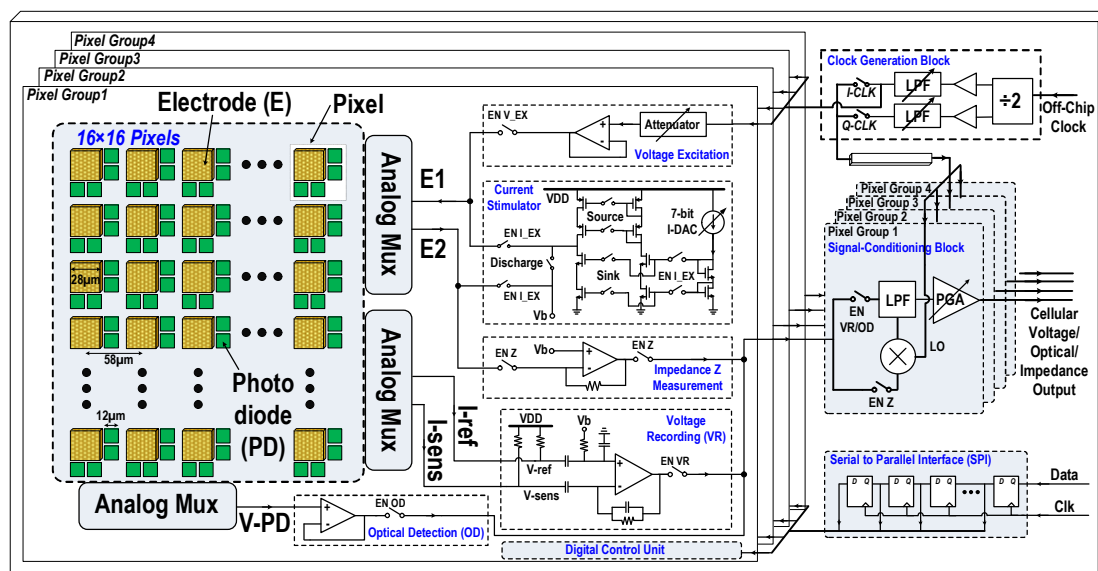 Pixel Group4
Pixel Group3
Pixel Group2
Pixel Group1
Electrode (E)
Pixel
16×16 Pixels
28μm
58μm
12μm
Photo
diode
(PD)
Analog Mux
Analog Mux
Analog Mux
E1
E2
I-ref
I-sens
V-PD
EN V_EX
Attenuator
Voltage Excitation
Current
Stimulator
VDD
Source
7-bit
I-DAC
EN I_EX
Discharge
Sink
EN I_EX
EN I_EX
Vb
EN Z
Vb
EN Z
Impedance Z
Measurement
Voltage
Recording (VR)
VDD
Vb
V-ref
V-sens
EN VR
EN OD
Optical Detection (OD)
Digital Control Unit
Clock Generation Block
I-CLK
LPF
Q-CLK
LPF
÷2
Off-Chip
Clock
Pixel Group 4
Pixel Group 3
Pixel Group 2
Pixel Group 1
Signal-Conditioning Block
EN
VR/OD
LPF
PGA
LO
EN Z
Cellular
Voltage/
Optical/
Impedance
Output
Serial to Parallel Interface (SPI)
D Q
D Q
D Q
D Q
Data
Clk